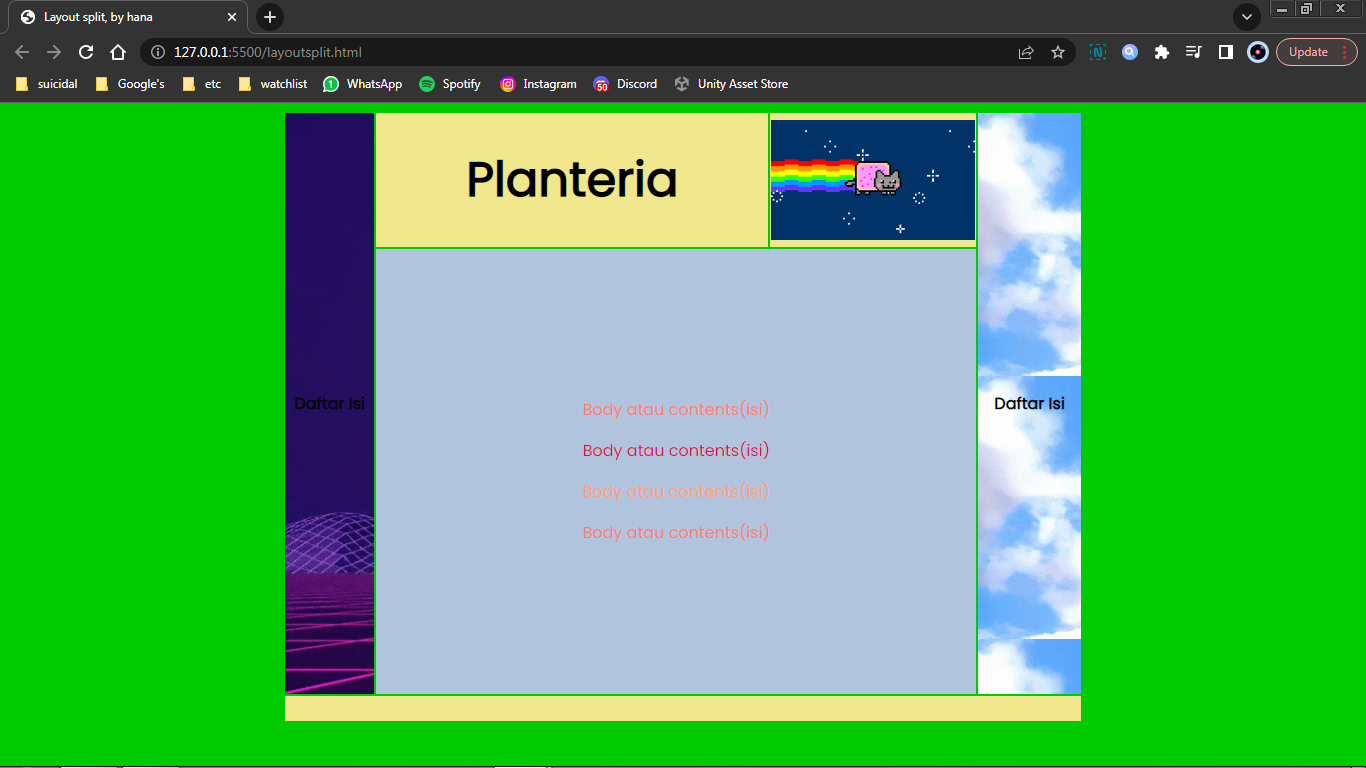 Layout split, by hana
127.0.0.1:5500/layoutsplit.html
Update
suicidal
Google's
etc
watchlist
1
WhatsApp
Spotify
Instagram
50
Discord
Unity Asset Store
Planteria
Daftar Isi
Daftar Isi
Body atau contents(isi)
Body atau contents(isi)
Body atau contents(isi)
Body atau contents(isi)